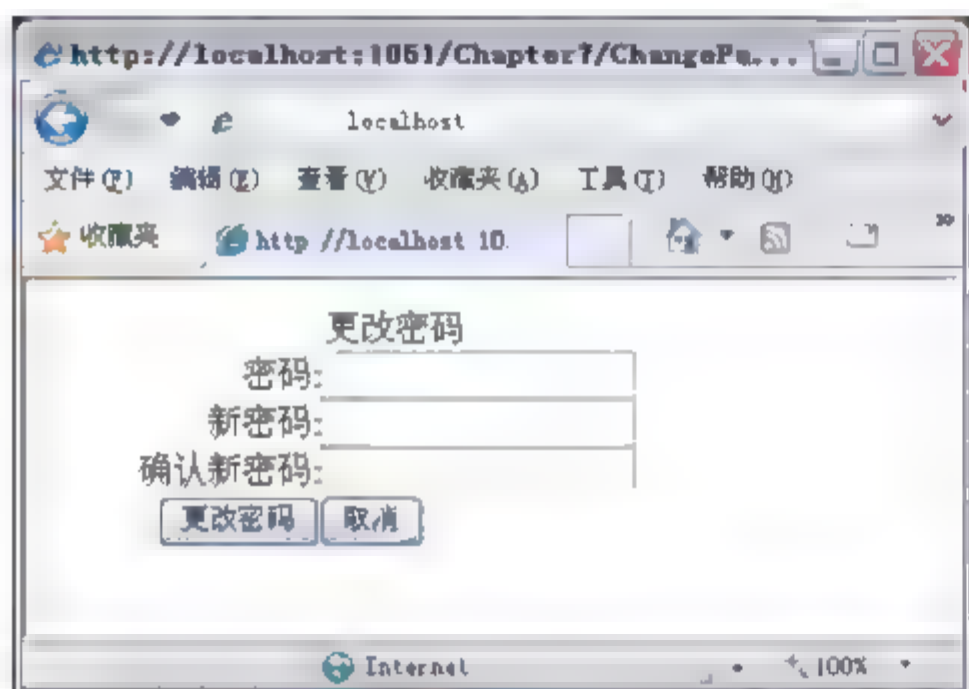 http://localhost:1061/Chapter7/ChangePa...
localhost
文件(F) 编辑(E) 查看(V) 收藏夹(A) 工具(T) 帮助(H)
收藏夹 http //localhost 10.
更改密码
密码:
新密码:
确认新密码:
更改密码 取消
Internet 100%